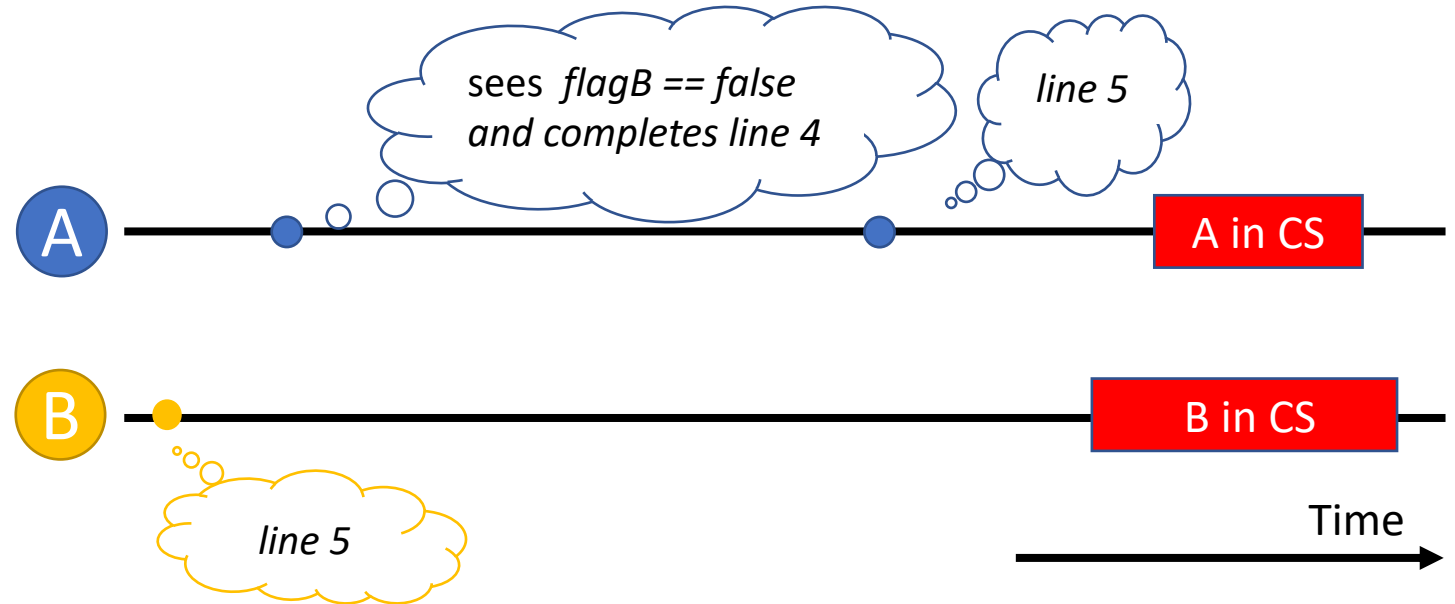 sees flagB == false
and completes line 4
line 5
A
A in CS
B
B in CS
line 5
Time